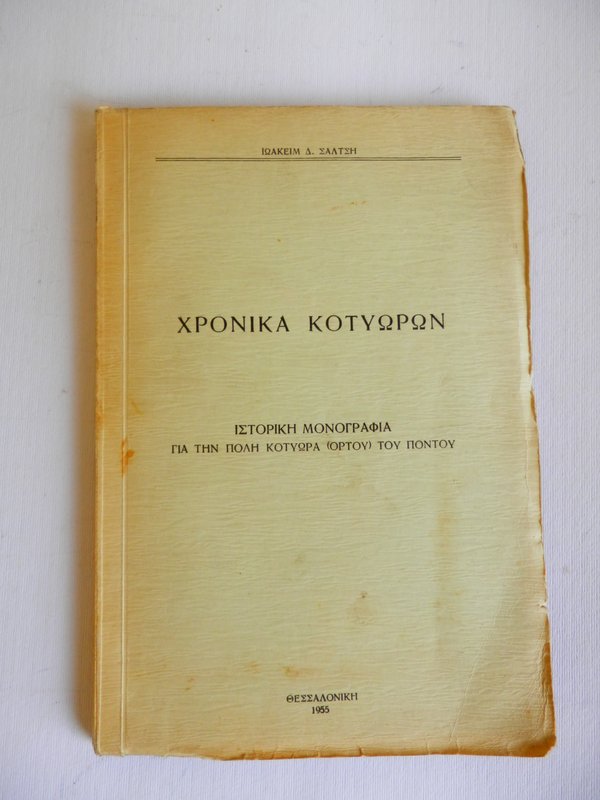 ΙΩΑΚΕΙΜ Δ. ΣΑΛΤΣΗ
ΧΡΟΝΙΚΑ ΚΟΤΥΩΡΩΝ
ΙΣΤΟΡΙΚΗ ΜΟΝΟΓΡΑΦΙΑ
ΓΙΑ ΤΗΝ ΠΟΛΗ ΚΟΤΥΩΡΑ (ΟΡΤΟΥ) ΤΟΥ ΠΟΝΤΟΥ
ΘΕΣΣΑΛΟΝΙΚΗ
1955